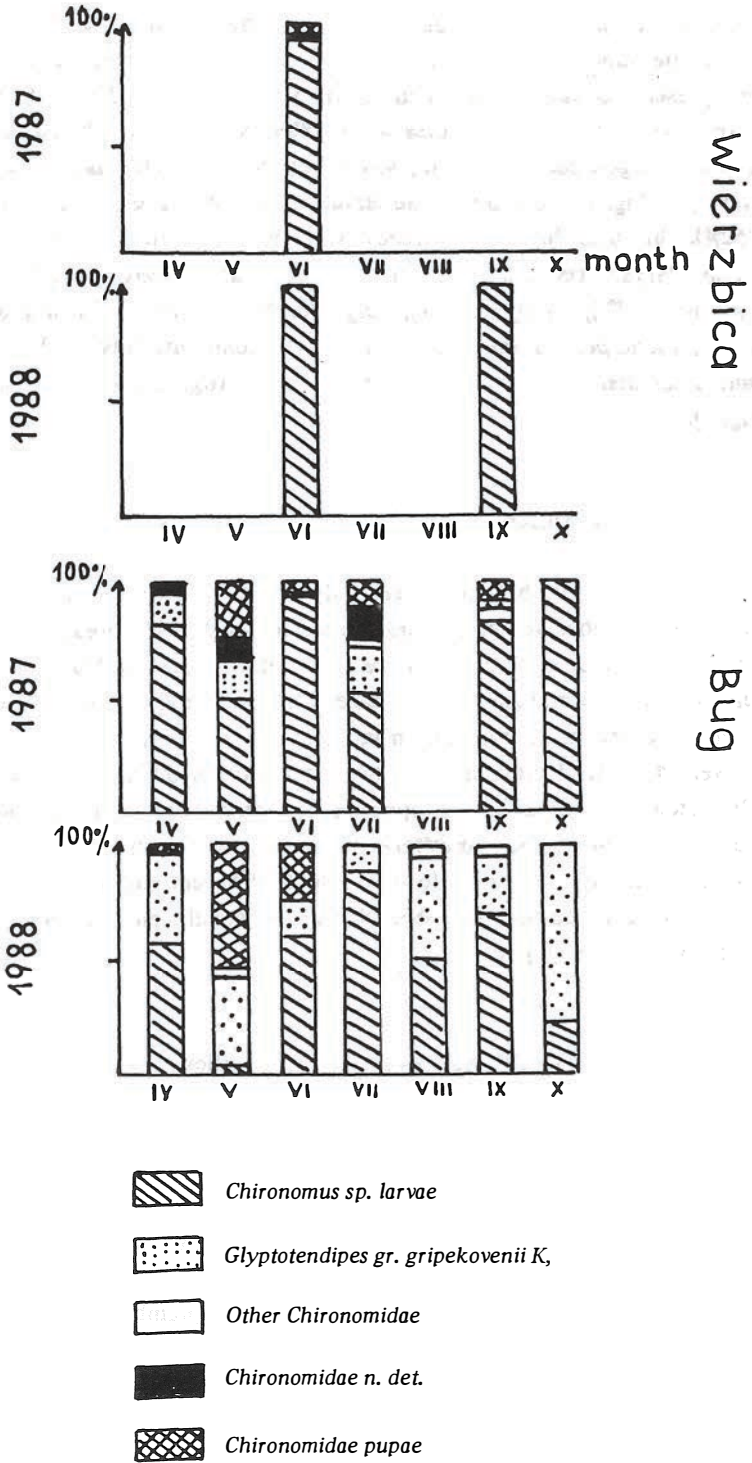 100%
1987
IV V VI VII VIII IX X month
Wierzbica
100%
1988
IV V VI VII VIII IX X
100%
1987
IV V VI VII VIII IX X
Bug
100%
1988
IV V VI VII VIII IX X
Chironomus sp. larvae
Glyptotendipes gr. gripekovenii K,
Other Chironomidae
Chironomidae n. det.
Chironomidae pupae